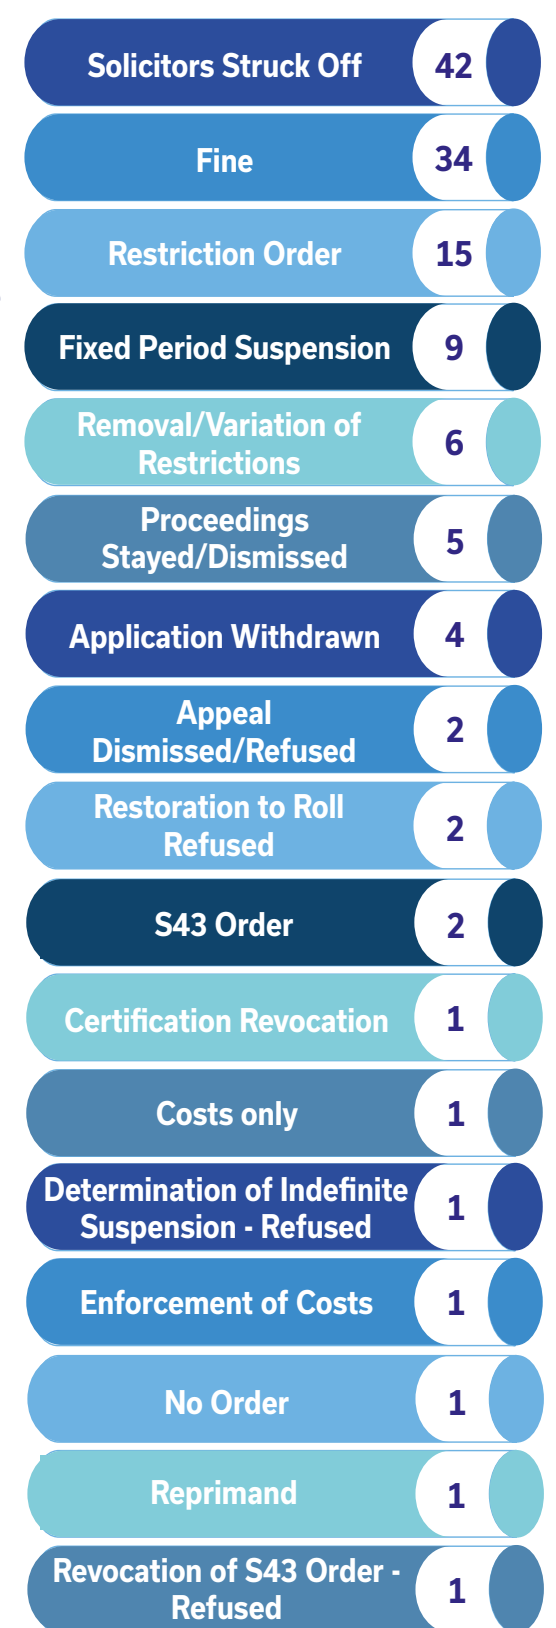 Solicitors Struck Off 42
Fine 34
Restriction Order 15
Fixed Period Suspension 9
Removal/Variation of
Restrictions 6
Proceedings
Stayed/Dismissed 5
Application Withdrawn 4
Appeal
Dismissed/Refused 2
Restoration to Roll
Refused 2
S43 Order 2
Certification Revocation 1
Costs only 1
Determination of Indefinite
Suspension - Refused 1
Enforcement of Costs 1
No Order 1
Reprimand 1
Revocation of S43 Order -
Refused 1